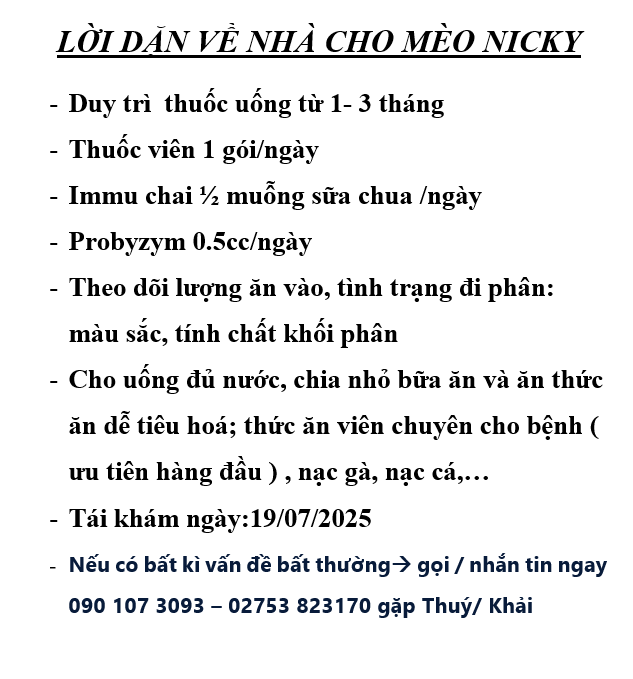 LỜI DẶN VỀ NHÀ CHO MÈO NICKY
- Duy trì thuốc uống từ 1- 3 tháng
- Thuốc viên 1 gói/ngày
- Immu chai ½ muỗng sữa chua /ngày
- Probyzym 0.5cc/ngày
- Theo dõi lượng ăn vào, tình trạng đi phân:
màu sắc, tính chất khối phân
- Cho uống đủ nước, chia nhỏ bữa ăn và ăn thức
ăn dễ tiêu hoá; thức ăn viên chuyên cho bệnh (
ưu tiên hàng đầu ) , nạc gà, nạc cá,…
- Tái khám ngày:19/07/2025
- Nếu có bất kì vấn đề bất thường→ gọi / nhắn tin ngay
090 107 3093 – 02753 823170 gặp Thuý/ Khải